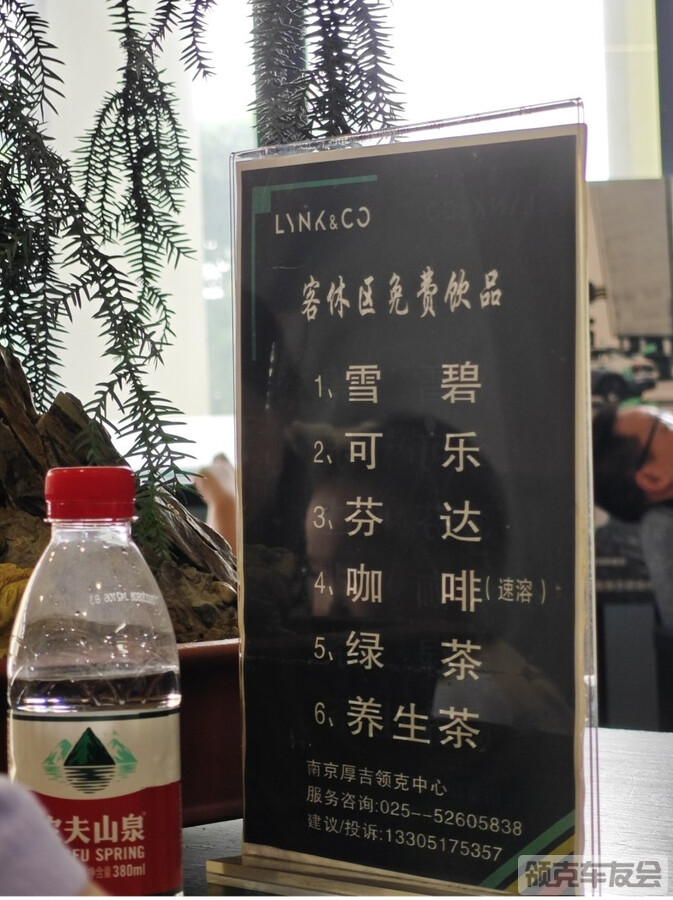 LYNK&CO
客休区免费饮品
1、雪碧
2、可乐
3、芬达
4、咖啡(速溶)
5、绿茶
6、养生茶
南京厚吉领克中心
服务咨询:025--52605838
建议/投诉:13305175357
夫山泉
FU SPRING
380ml
领克车友会